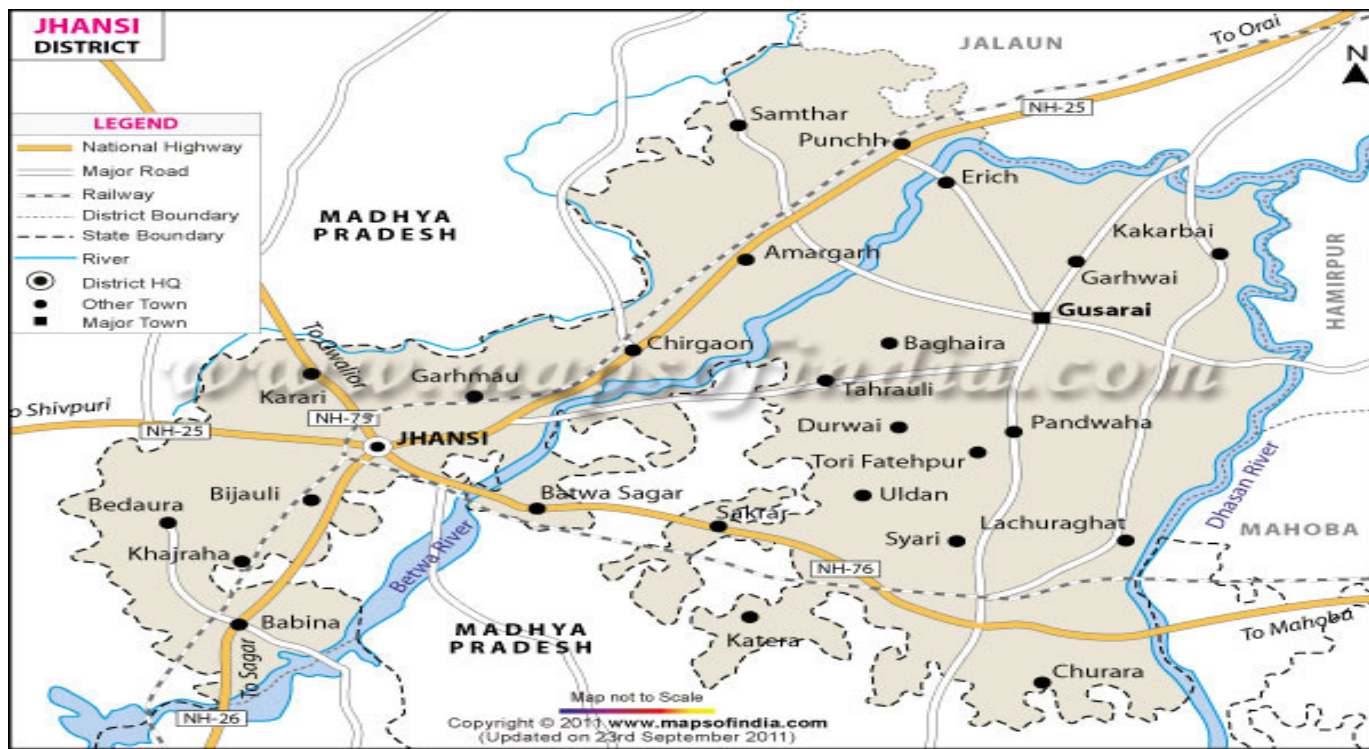 JHANSI
DISTRICT
LEGEND
National Highway
Major Road
Railway
District Boundary
State Boundary
River
District HQ
Other Town
Major Town
JALAUN
To Orai
N
NH-25
Samthar
Punchh
Erich
MADHYA
PRADESH
Kakarbai
Amargarh
Garhwai
HAMIRPUR
Gusarai
To Gwalior
Chirgaon
Baghaira
www.mapsofindia.com
Garhmau
Karari
Tahrauli
To Shivpuri
NH-75
NH-25
JHANSI
Durwai
Pandwaha
Tori Fatehpur
Bedaura
Bijauli
Batwa Sagar
Uldan
Dhasan River
Sakrar
Lachuraghat
MAHOBA
Khajraha
Betwa River
Syari
NH-76
Babina
MADHYA
PRADESH
Katera
To Mahoba
To Sagar
Churara
NH-26
Map not to Scale
Copyright © 2011 www.mapsofindia.com
(Updated on 23rd September 2011)